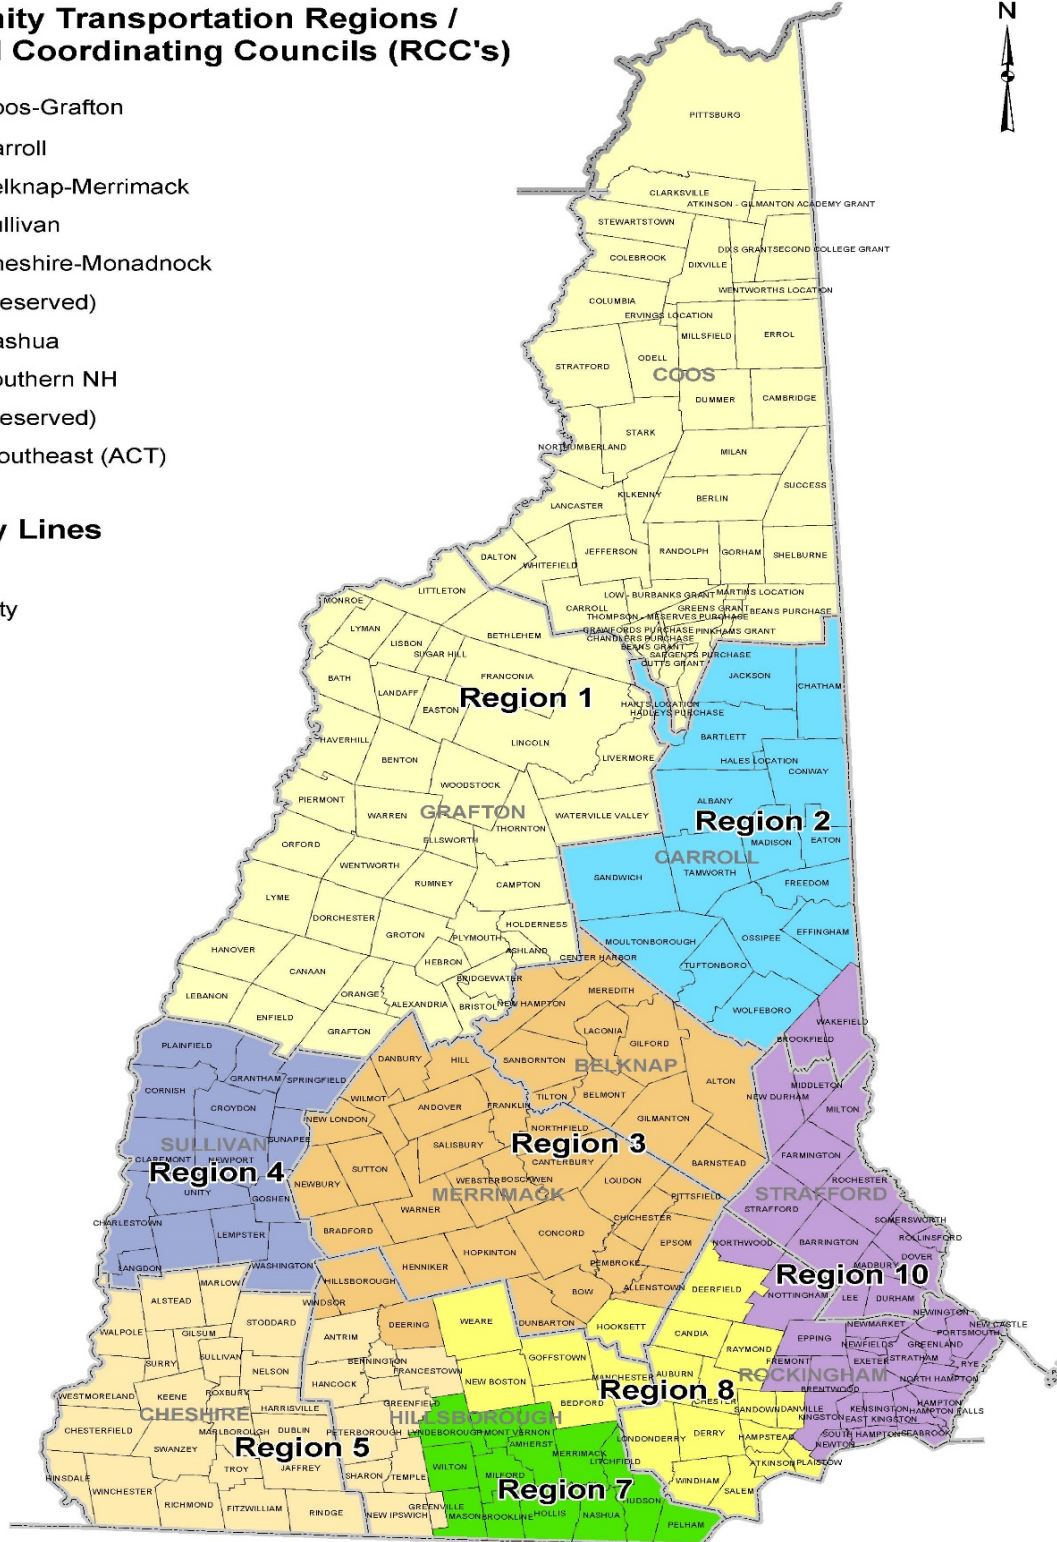 nity Transportation Regions /
l Coordinating Councils (RCC's)
oos-Grafton
arroll
elknap-Merrimack
ullivan
heshire-Monadnock
eserved)
ashua
outhern NH
eserved)
outheast (ACT)
y Lines
ty
N
PITTSBURG
CLARKSVILLE
ATKINSON - GILMANTON ACADEMY GRANT
STEWARTSTOWN
DIXS GRANT
SECOND COLLEGE GRANT
COLEBROOK
DIXVILLE
WENTWORTHS LOCATION
COLUMBIA
ERVINGS LOCATION
MILLSFIELD
ERROL
ODELL
STRATFORD
COOS
DUMMER
CAMBRIDGE
STARK
NORTHUMBERLAND
MILAN
SUCCESS
KILKENNY
BERLIN
LANCASTER
JEFFERSON
RANDOLPH
GORHAM
SHELBURNE
DALTON
WHITEFIELD
LITTLETON
MONROE
CARROLL
LOW - BURBANKS GRANT
MARTINS LOCATION
GREENS GRANT
BEANS PURCHASE
THOMPSON - MESERVES PURCHASE
CRAWFORDS PURCHASE
PINKHAMS GRANT
CHANDLERS PURCHASE
BEANS GRANT
SARGENTS PURCHASE
CUTTS GRANT
LYMAN
LISBON
SUGAR HILL
BETHLEHEM
BATH
LANDAFF
FRANCONIA
EASTON
Region 1
JACKSON
CHATHAM
HARTS LOCATION
HADLEYS PURCHASE
HAVERHILL
BENTON
LINCOLN
LIVERMORE
BARTLETT
HALES LOCATION
CONWAY
WOODSTOCK
PIERMONT
WARREN
GRAFTON
THORNTON
WATERVILLE VALLEY
ALBANY
Region 2
ORFORD
ELLSWORTH
MADISON
EATON
WENTWORTH
CARROLL
SANDWICH
TAMWORTH
RUMNEY
CAMPTON
FREEDOM
LYME
DORCHESTER
GROTON
PLYMOUTH
HOLDERNESS
EFFINGHAM
OSSIPEE
MOULTONBOROUGH
HANOVER
HEBRON
ASHLAND
CENTER HARBOR
TUFTONBORO
CANAAN
BRIDGEWATER
LEBANON
ORANGE
ALEXANDRIA
BRISTOL
NEW HAMPTON
MEREDITH
WOLFEBORO
ENFIELD
GRAFTON
LACONIA
WAKEFIELD
BROOKFIELD
PLAINFIELD
DANBURY
HILL
SANBORNTON
GILFORD
BELKNAP
GRANTHAM
SPRINGFIELD
CORNISH
WILMOT
TILTON
BELMONT
ALTON
MIDDLETON
NEW DURHAM
MILTON
CROYDON
NEW LONDON
ANDOVER
FRANKLIN
GILMANTON
SUNAPEE
SULLIVAN
SALISBURY
NORTHFIELD
Region 3
CANTERBURY
BARNSTEAD
FARMINGTON
CLAREMONT
NEWPORT
Region 4
SUTTON
WEBSTER
BOSCAWEN
LOUDON
ROCHESTER
UNITY
GOSHEN
NEWBURY
MERRIMACK
PITTSFIELD
STRAFFORD
STRAFFORD
WARNER
CHICHESTER
SOMERSWORTH
CHARLESTOWN
LEMPSTER
BRADFORD
CONCORD
EPSOM
NORTHWOOD
BARRINGTON
ROLLINSFORD
DOVER
LANGDON
WASHINGTON
HENNIKER
HOPKINTON
PEMBROKE
MADBURY
Region 10
MARLOW
HILLSBOROUGH
ALLENSTOWN
DEERFIELD
NOTTINGHAM
LEE
DURHAM
ALSTEAD
WINDSOR
BOW
NEWINGTON
STODDARD
DEERING
WEARE
DUNBARTON
HOOKSETT
CANDIA
EPPING
NEWMARKET
NEW CASTLE
PORTSMOUTH
WALPOLE
GILSUM
ANTRIM
NEWFIELDS
GREENLAND
RAYMOND
SURRY
SULLIVAN
NELSON
BENNINGTON
FRANCESTOWN
GOFFSTOWN
FREMONT
EXETER
STRATHAM
RYE
HANCOCK
NEW BOSTON
MANCHESTER
AUBURN
ROCKINGHAM
BRENTWOOD
NORTH HAMPTON
WESTMORELAND
KEENE
ROXBURY
Region 8
CHESTER
HARRISVILLE
GREENFIELD
BEDFORD
SANDOWN
DANVILLE
KENSINGTON
HAMPTON
HAMPTON FALLS
CHESHIRE
HILLSBOROUGH
KINGSTON
EAST KINGSTON
CHESTERFIELD
MARLBOROUGH
DUBLIN
PETERBOROUGH
LYNDEBOROUGH
MONT VERNON
LONDONDERRY
DERRY
HAMPSTEAD
SOUTH HAMPTON
SEABROOK
NEWTON
SWANZEY
Region 5
AMHERST
MERRIMACK
LITCHFIELD
ATKINSON
PLAISTOW
TROY
JAFFREY
SHARON
TEMPLE
WILTON
MILFORD
HINSDALE
WINCHESTER
Region 7
WINDHAM
SALEM
RICHMOND
FITZWILLIAM
RINDGE
NEW IPSWICH
GREENVILLE
MASON
BROOKLINE
HOLLIS
NASHUA
HUDSON
PELHAM